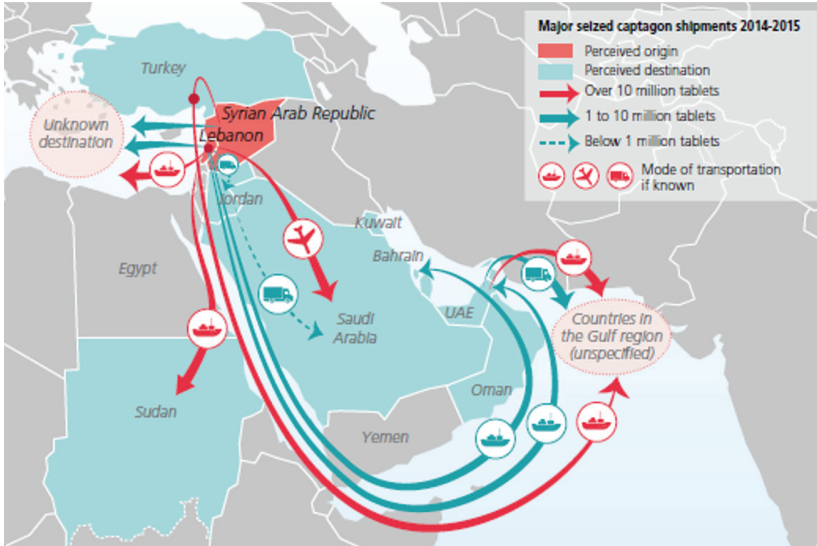 Major seized captagon shipments 2014-2015
Perceived origin
Perceived destination
Over 10 million tablets
1 to 10 million tablets
Below 1 million tablets
Mode of transportation
if known
Turkey
Syrian Arab Republic
Unknown
destination
Lebanon
Jordan
Kuwait
Bahrain
Egypt
UAE
Saudi
Arabia
Countries in
the Gulf region
(unspecified)
Oman
Sudan
Yemen